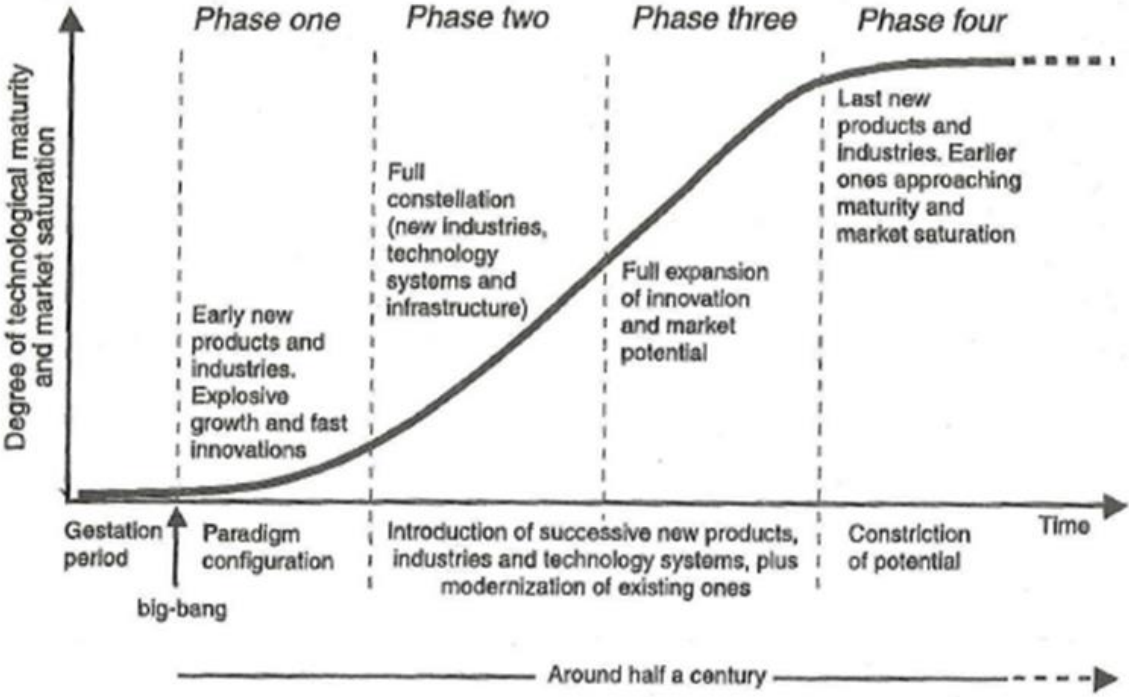 Phase one
Phase two
Phase three
Phase four
Degree of technological maturity
and market saturation
Early new
products and
industries.
Explosive
growth and fast
innovations
Full
constellation
(new industries,
technology
systems and
infrastructure)
Full expansion
of innovation
and market
potential
Last new
products and
industries. Earlier
ones approaching
maturity and
market saturation
Gestation
period
Paradigm
configuration
Introduction of successive new products,
industries and technology systems, plus
modernization of existing ones
Constriction
of potential
Time
big-bang
Around half a century